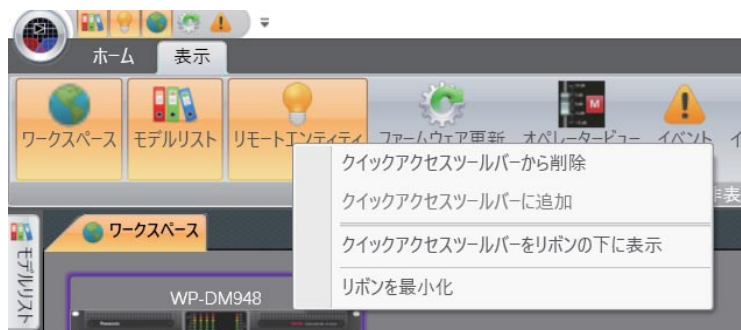 ホーム
表示
ワークスペース
モデルリスト
リモートエンティティ
ファームウェア更新
オペレータービュー
イベント
クイックアクセスツールバーから削除
クイックアクセスツールバーに追加
クイックアクセスツールバーをリボンの下に表示
リボンを最小化
ワークスペース
モデルリスト
WP-DM948
Panasonic
M